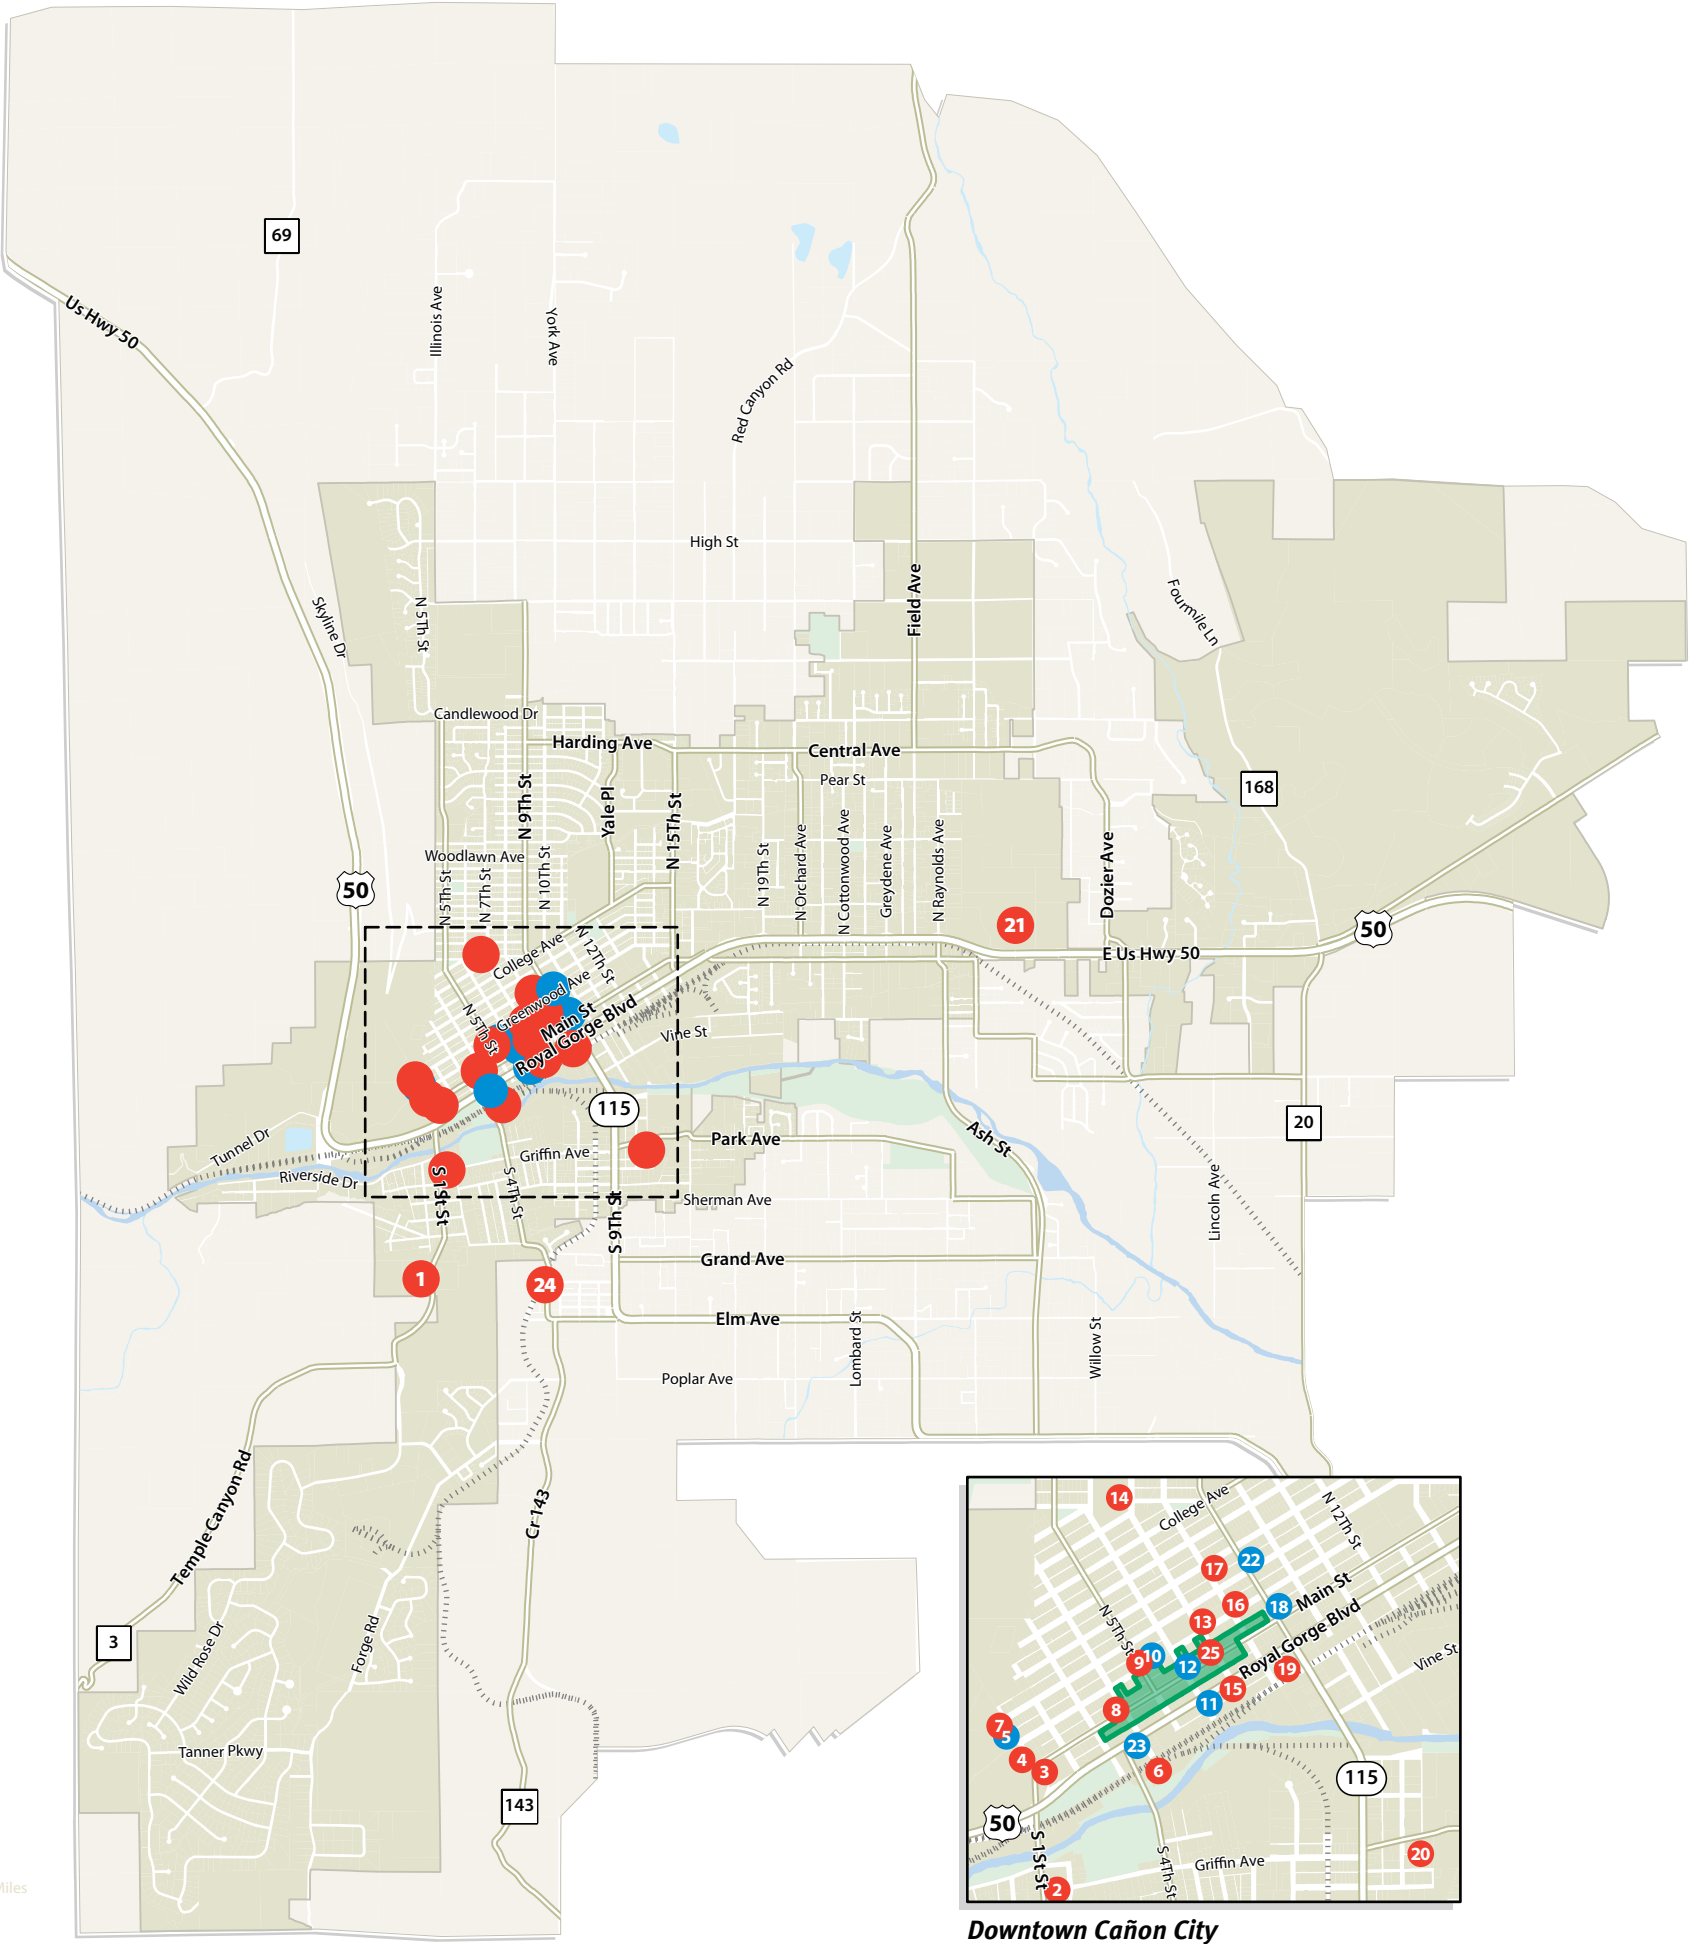 69
Us Hwy 50
Illinois Ave
York Ave
Red Canyon Rd
High St
Field Ave
Fourmile Ln
Skyline Dr
N 5Th St
Candlewood Dr
Harding Ave
Central Ave
Pear St
168
N 9Th St
Yale Pl
N 15Th St
Woodlawn Ave
N 5Th St
N 7Th St
N 10Th St
N 19Th St
N Orchard Ave
N Cottonwood Ave
Greydene Ave
N Raynolds Ave
Dozier Ave
50
21
50
E Us Hwy 50
College Ave
N 12Th St
Greenwood Ave
N 5Th St
Main St
Royal Gorge Blvd
Vine St
115
20
Tunnel Dr
Riverside Dr
Griffin Ave
Park Ave
Ash St
S 1St St
S 4Th St
Sherman Ave
S 9Th St
Lincoln Ave
Grand Ave
1
24
Elm Ave
Lombard St
Willow St
Poplar Ave
Temple Canyon Rd
Cr 143
3
Wild Rose Dr
Forge Rd
Tanner Pkwy
143
Miles
14
College Ave
N 12Th St
17
22
16
18
Main St
13
N 5Th St
10
9
12
25
Royal Gorge Blvd
19
Vine St
15
11
8
7
5
23
4
3
6
115
50
S 1St St
S 4Th St
Griffin Ave
20
2
Downtown Cañon City